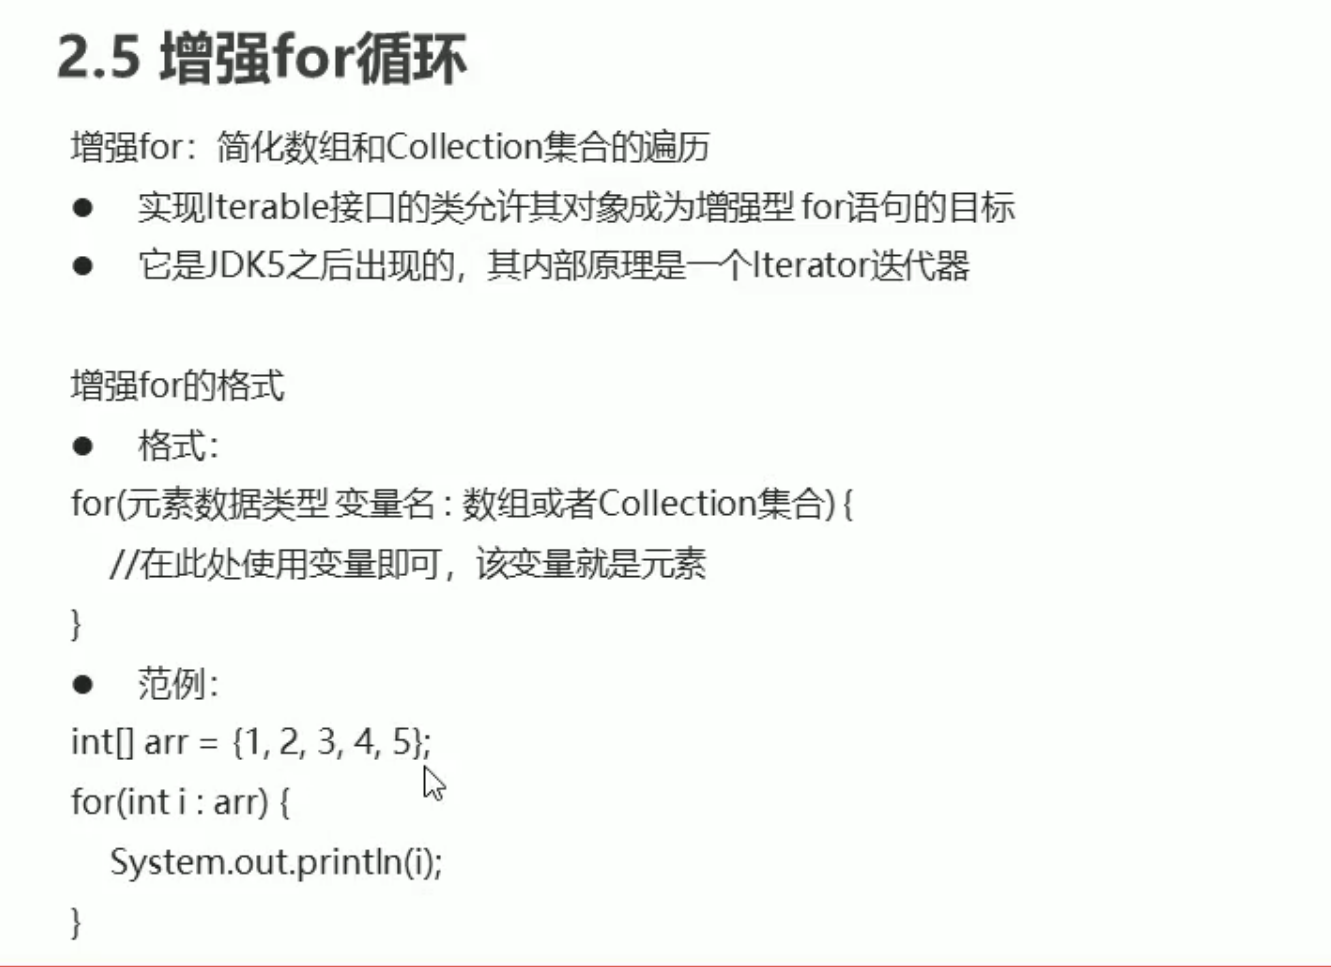 2.5 增强for循环
增强for：简化数组和Collection集合的遍历
● 实现Iterable接口的类允许其对象成为增强型 for语句的目标
● 它是JDK5之后出现的，其内部原理是一个Iterator迭代器
增强for的格式
● 格式：
for(元素数据类型 变量名 : 数组或者Collection集合) {
//在此处使用变量即可，该变量就是元素
}
● 范例：
int[] arr = {1, 2, 3, 4, 5};
for(int i : arr) {
System.out.println(i);
}